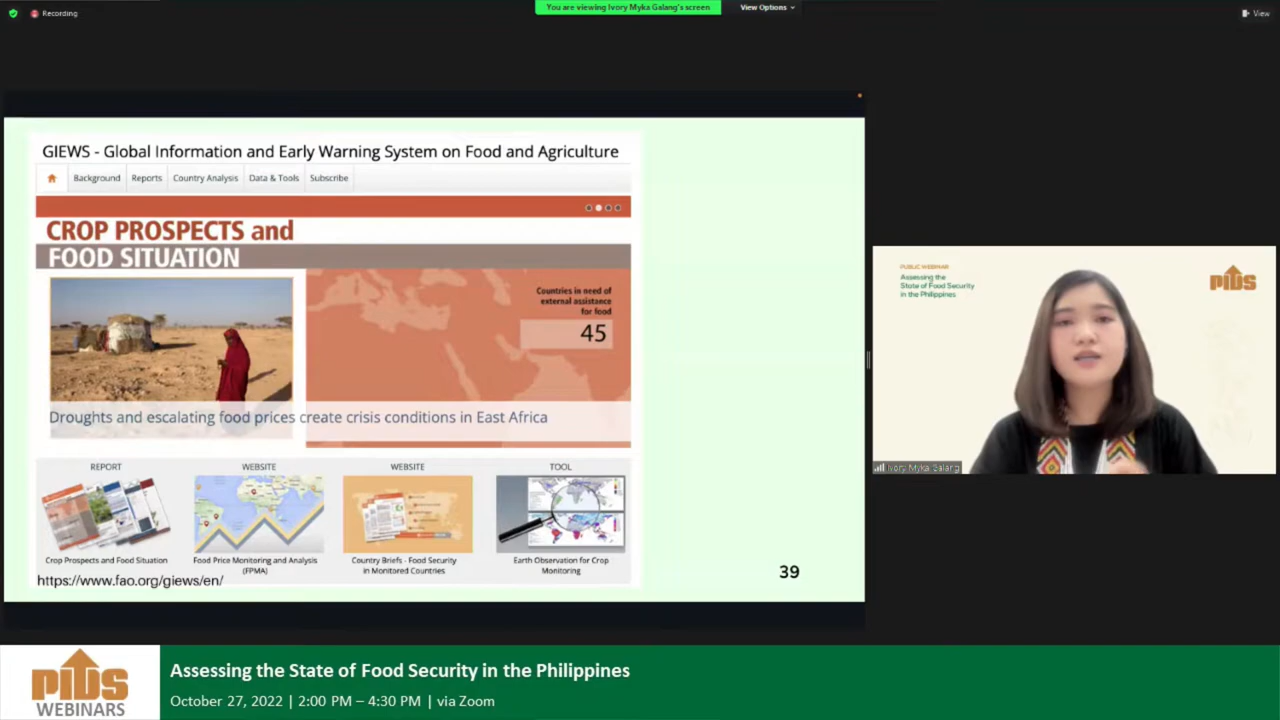 Recording
You are viewing Ivory Myka Galang's screen
View Options
View
GIEWS - Global Information and Early Warning System on Food and Agriculture
Background
Reports
Country Analysis
Data & Tools
Subscribe
CROP PROSPECTS and
FOOD SITUATION
Countries in need of
external assistance
for food
45
Droughts and escalating food prices create crisis conditions in East Africa
REPORT
WEBSITE
WEBSITE
TOOL
Crop Prospects and Food Situation
Food Price Monitoring and Analysis
(FPMA)
Country Briefs - Food Security
in Monitored Countries
Earth Observation for Crop
Monitoring
https://www.fao.org/giews/en/
39
PUBLIC WEBINAR
Assessing the
State of Food Security
in the Philippines
PIDS
Ivory Myka Galang
PIDS
WEBINARS
Assessing the State of Food Security in the Philippines
October 27, 2022 | 2:00 PM – 4:30 PM | via Zoom